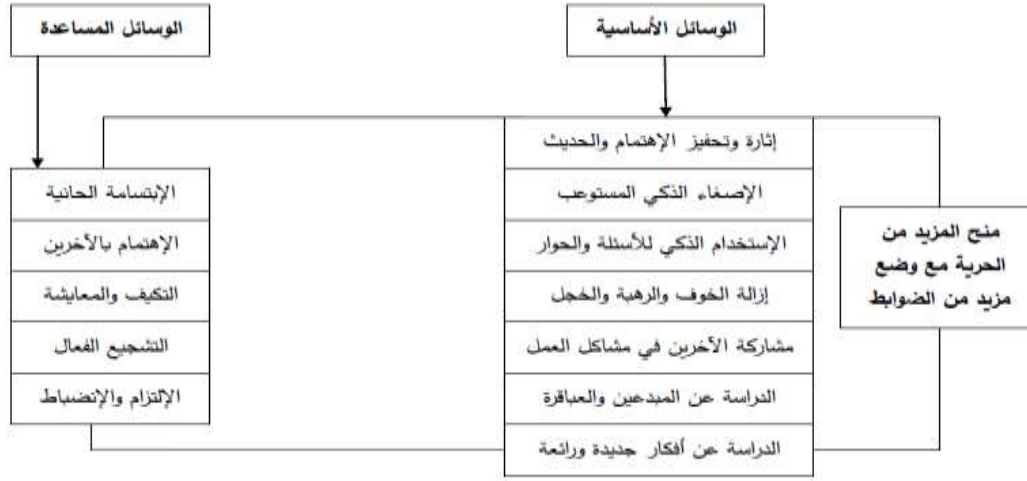 الوسائل الأساسية
الوسائل المساعدة
إثارة وتحفيز الإهتمام والحديث
الإصغاء الذكي المستوعب
الإستخدام الذكي للأسئلة والحوار
إزالة الخوف والرهبة والخجل
مشاركة الآخرين في مشاكل العمل
الدراسة عن المبدعين والعباقرة
الدراسة عن أفكار جديدة ورائعة
منح المزيد من
الحرية مع وضع
مزيد من الضوابط
الإبتسامة الحانية
الإهتمام بالآخرين
التكيف والمعايشة
التشجيع الفعال
الإلتزام والإنضباط